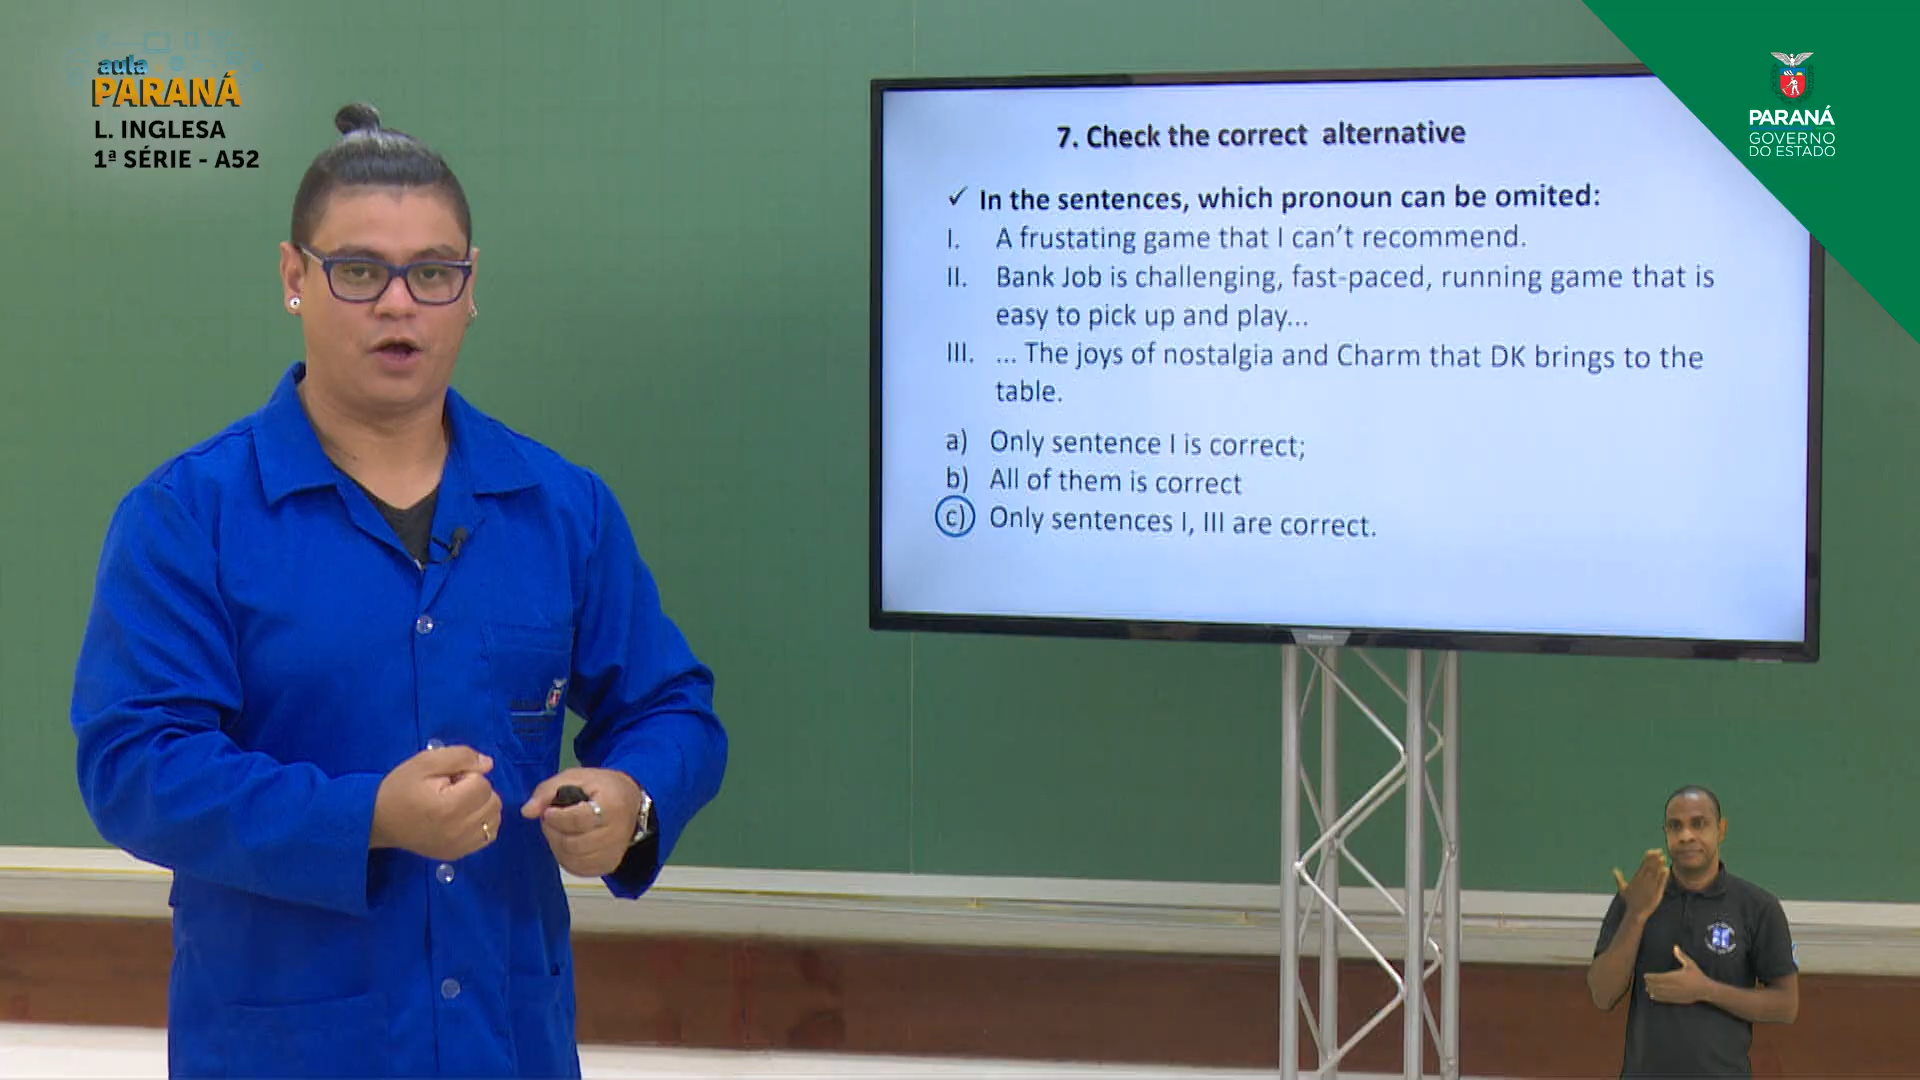 aula
PARANÁ
L. INGLESA
1ª SÉRIE - A52
PARANÁ
GOVERNO
DO ESTADO
7. Check the correct alternative
✓ In the sentences, which pronoun can be omited:
I. A frustating game that I can't recommend.
II. Bank Job is challenging, fast-paced, running game that is
easy to pick up and play...
III. ... The joys of nostalgia and Charm that DK brings to the
table.
a) Only sentence I is correct;
b) All of them is correct
c) Only sentences I, III are correct.
PHILIPS